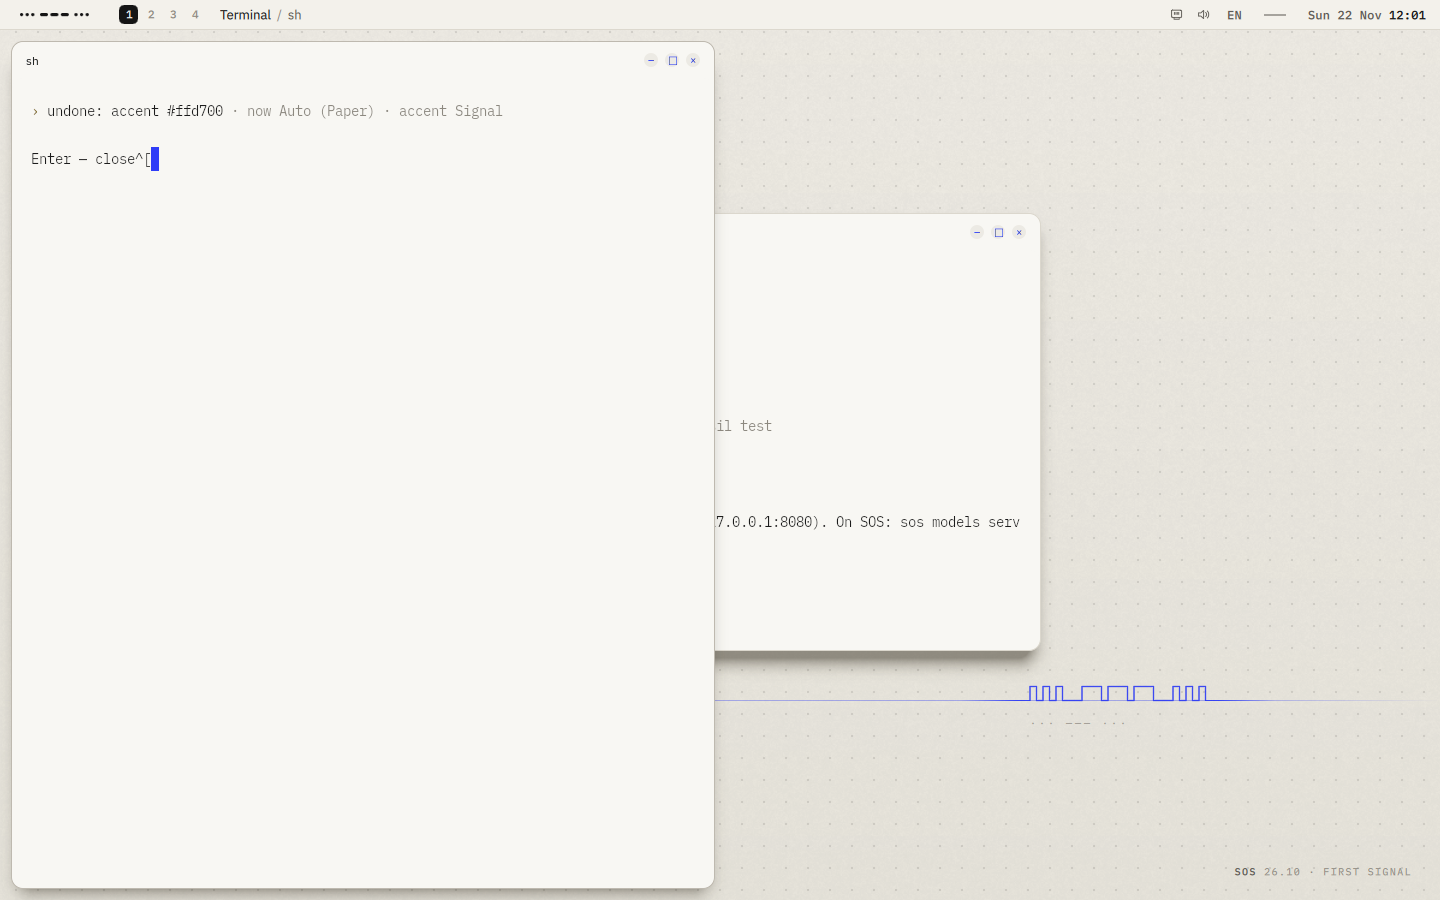 1 2 3 4 Terminal / sh EN Sun 22 Nov 12:01
sh
› undone: accent #ffd700 · now Auto (Paper) · accent Signal
Enter — close^[
il test
7.0.0.1:8080). On SOS: sos models serv
··· ——— ···
SOS 26.10 · FIRST SIGNAL